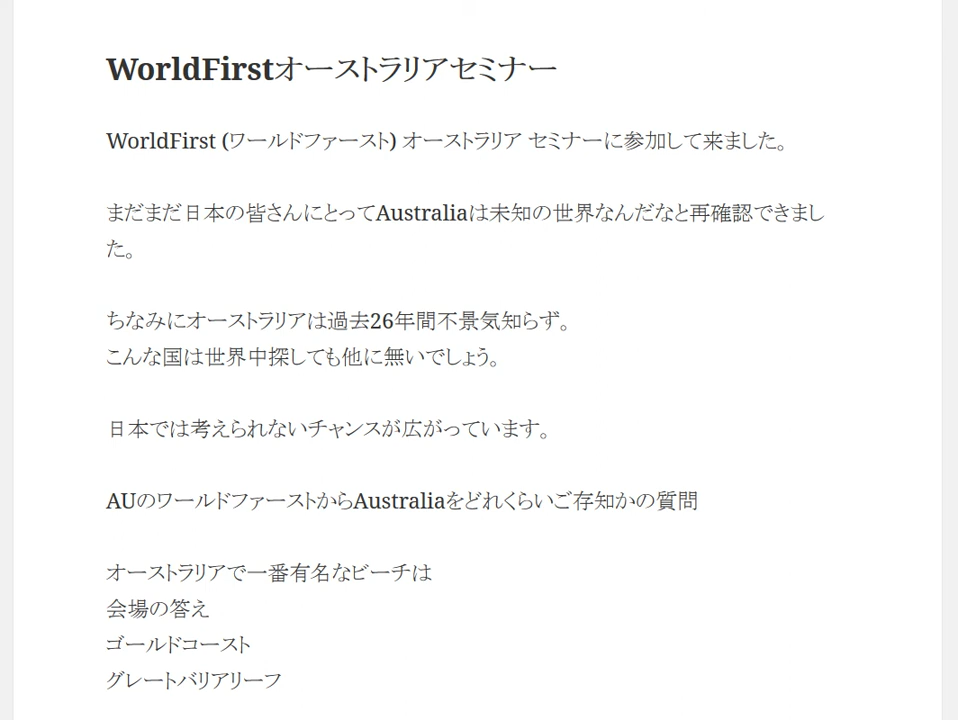 WorldFirstオーストラリアセミナー
WorldFirst (ワールドファースト) オーストラリア セミナーに参加して来ました。
まだまだ日本の皆さんにとってAustraliaは未知の世界なんだなと再確認できまし
た。
ちなみにオーストラリアは過去26年間不景気知らず。
こんな国は世界中探しても他に無いでしょう。
日本では考えられないチャンスが広がっています。
AUのワールドファーストからAustraliaをどれくらいご存知かの質問
オーストラリアで一番有名なビーチは
会場の答え
ゴールドコースト
グレートバリアリーフ